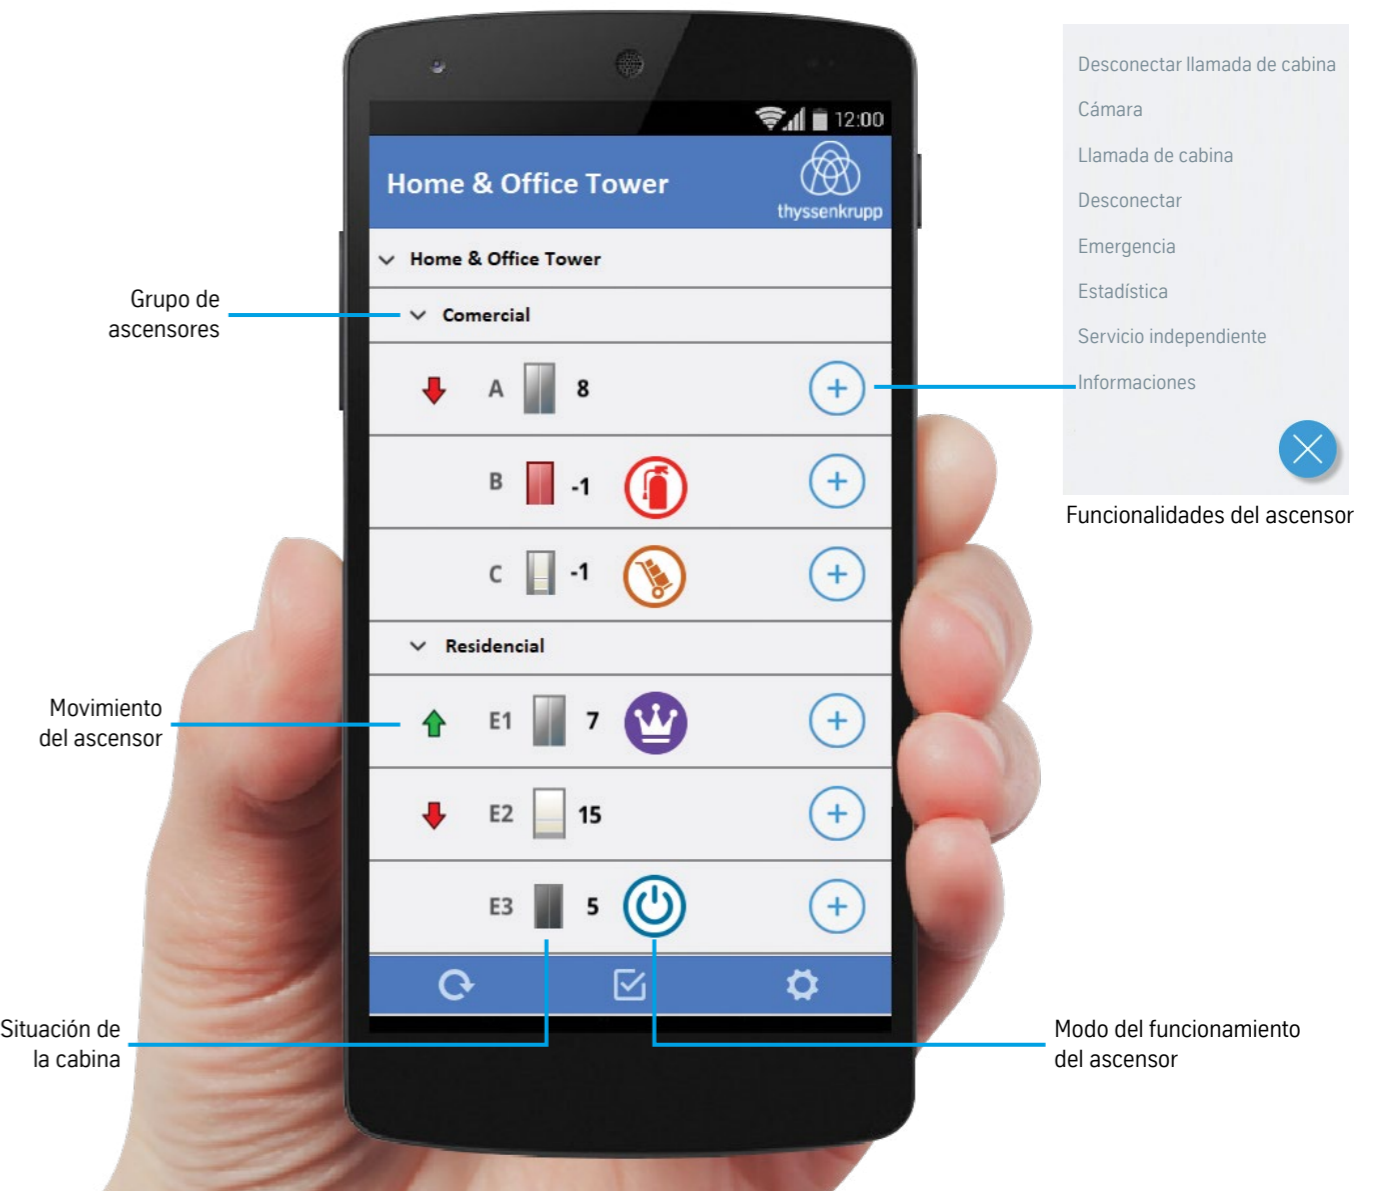 12:00
Home & Office Tower
thyssenkrupp
Home & Office Tower
Comercial
A 8
B -1
C -1
Residencial
E1 7
E2 15
E3 5
Grupo de
ascensores
Movimiento
del ascensor
Situación de
la cabina
Modo del funcionamiento
del ascensor
Desconectar llamada de cabina
Cámara
Llamada de cabina
Desconectar
Emergencia
Estadística
Servicio independiente
Informaciones
Funcionalidades del ascensor